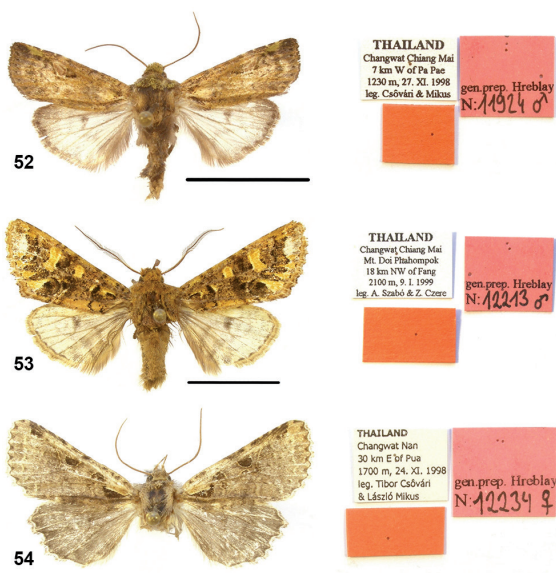 52
THAILAND
Changwat Chiang Mai
7 km W of Pa Pae
1230 m, 27. XI. 1998
leg. Csővári & Mikus
gen.prep. Hreblay
N: 11924 ♂
53
THAILAND
Changwat Chiang Mai
Mt. Doi Phahompok
18 km NW of Fang
2100 m, 9. I. 1999
leg. A. Szabó & Z. Czere
gen.prep. Hreblay
N: 12213 ♂
54
THAILAND
Changwat Nan
30 km E of Pua
1700 m, 24. XI. 1998
leg. Tibor Csővári
& László Mikus
gen.prep. Hreblay
N: 12234 ♀